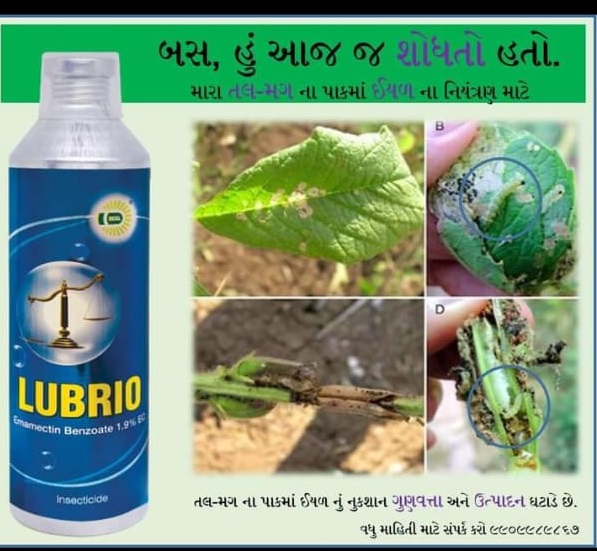 બસ, હું આજ જ શોધતો હતો.
મારા તલ-મગ ના પાકમાં ઈયળ ના નિયંત્રણ માટે
B
D
LUBRIO
Emamectin Benzoate 1.9% EC
Insecticide
તલ-મગ ના પાકમાં ઈયળ નું નુકશાન ગુણવત્તા અને ઉત્પાદન ઘટાડે છે.
વધુ માહિતી માટે સંપર્ક કરો ૯૯૦૯૯૮૯૮૬૭